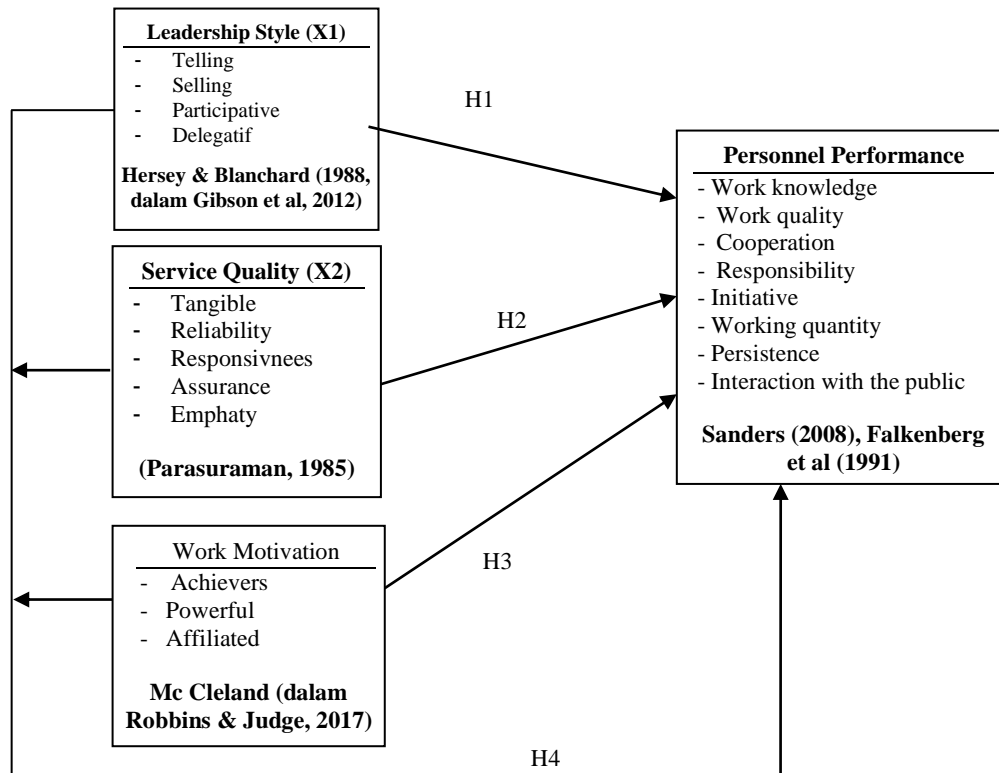 Leadership Style (X1)
- Telling
- Selling
- Participative
- Delegatif
Hersey & Blanchard (1988,
dalam Gibson et al, 2012)
H1
Service Quality (X2)
- Tangible
- Reliability
- Responsivnees
- Assurance
- Emphaty
(Parasuraman, 1985)
H2
Work Motivation
- Achievers
- Powerful
- Affiliated
Mc Cleland (dalam
Robbins & Judge, 2017)
H3
Personnel Performance
- Work knowledge
- Work quality
- Cooperation
- Responsibility
- Initiative
- Working quantity
- Persistence
- Interaction with the public
Sanders (2008), Falkenberg
et al (1991)
H4